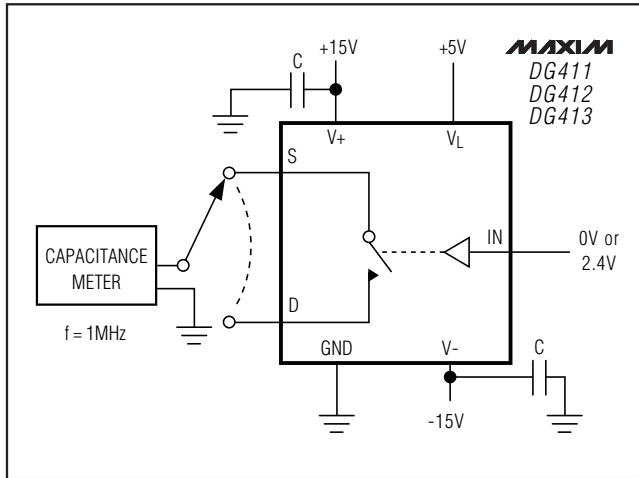 +15V
+5V
MAXIM
DG411
DG412
DG413
C
V+
VL
S
IN
0V or
2.4V
CAPACITANCE
METER
f = 1MHz
D
GND
V-
C
-15V